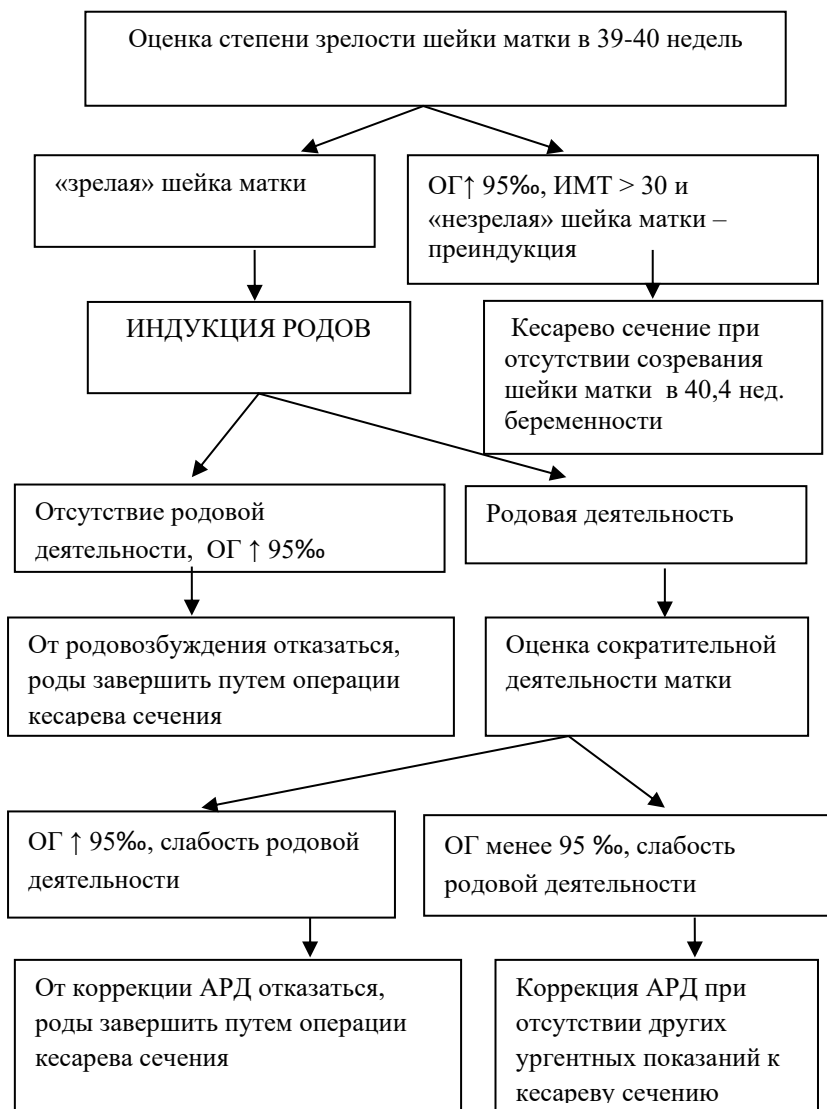 Оценка степени зрелости шейки матки в 39-40 недель
«зрелая» шейка матки
ОГ↑ 95‰, ИМТ > 30 и
«незрелая» шейка матки –
преиндукция
ИНДУКЦИЯ РОДОВ
Кесарево сечение при
отсутствии созревания
шейки матки в 40,4 нед.
беременности
Отсутствие родовой
деятельности, ОГ ↑ 95‰
Родовая деятельность
От родовозбуждения отказаться,
роды завершить путем операции
кесарева сечения
Оценка сократительной
деятельности матки
ОГ ↑ 95‰, слабость родовой
деятельности
ОГ менее 95 ‰, слабость
родовой деятельности
От коррекции АРД отказаться,
роды завершить путем операции
кесарева сечения
Коррекция АРД при
отсутствии других
ургентных показаний к
кесареву сечению